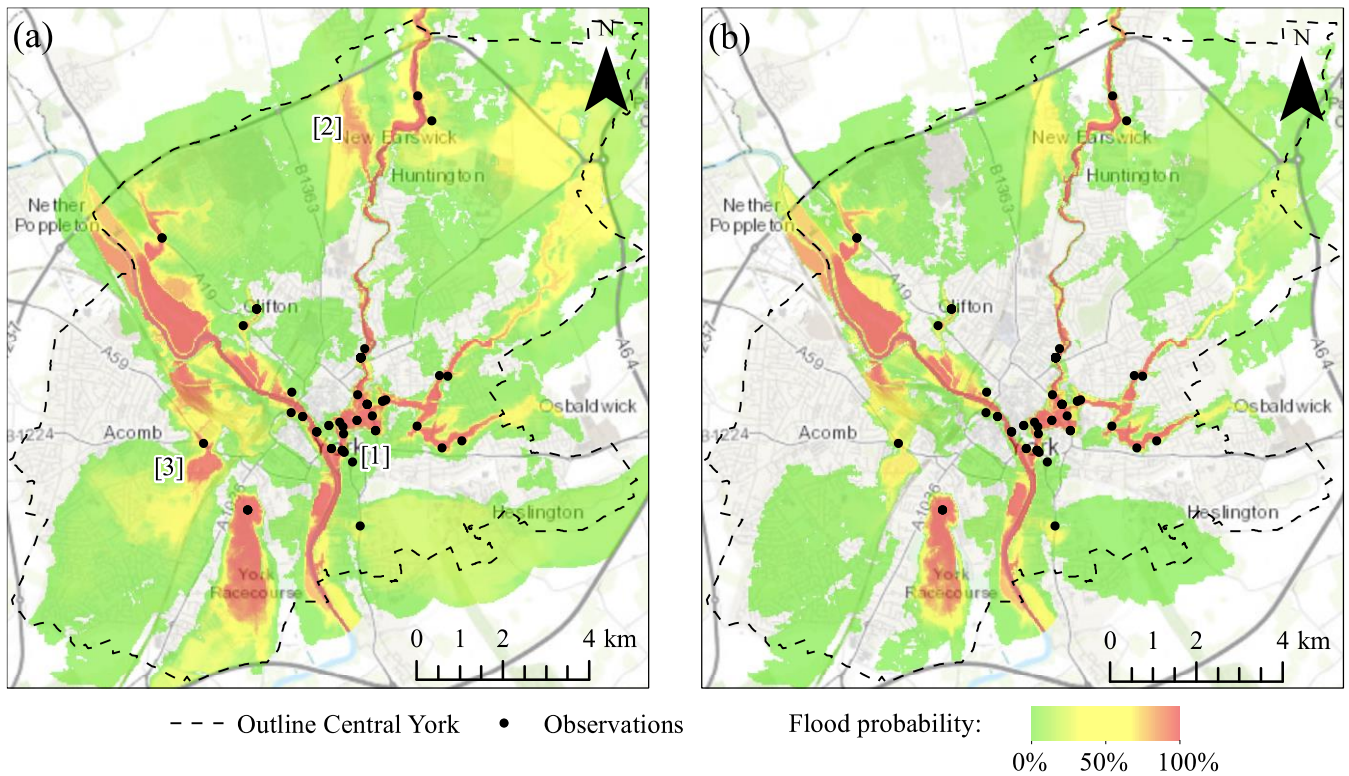 (a)
N
[2]
New Earswick
B1363
Huntington
Nether
Poppleton
A19
Clifton
A59
A64
Osbaldwick
B1224
Acomb
[3]
[1]
A1036
Heslington
York
Racecourse
0 1 2 4 km
(b)
N
New Earswick
B1363
Huntington
Nether
Poppleton
A19
Clifton
A59
A64
Osbaldwick
B1224
Acomb
A1036
Heslington
York
Racecourse
0 1 2 4 km
Outline Central York
Observations
Flood probability:
0% 50% 100%